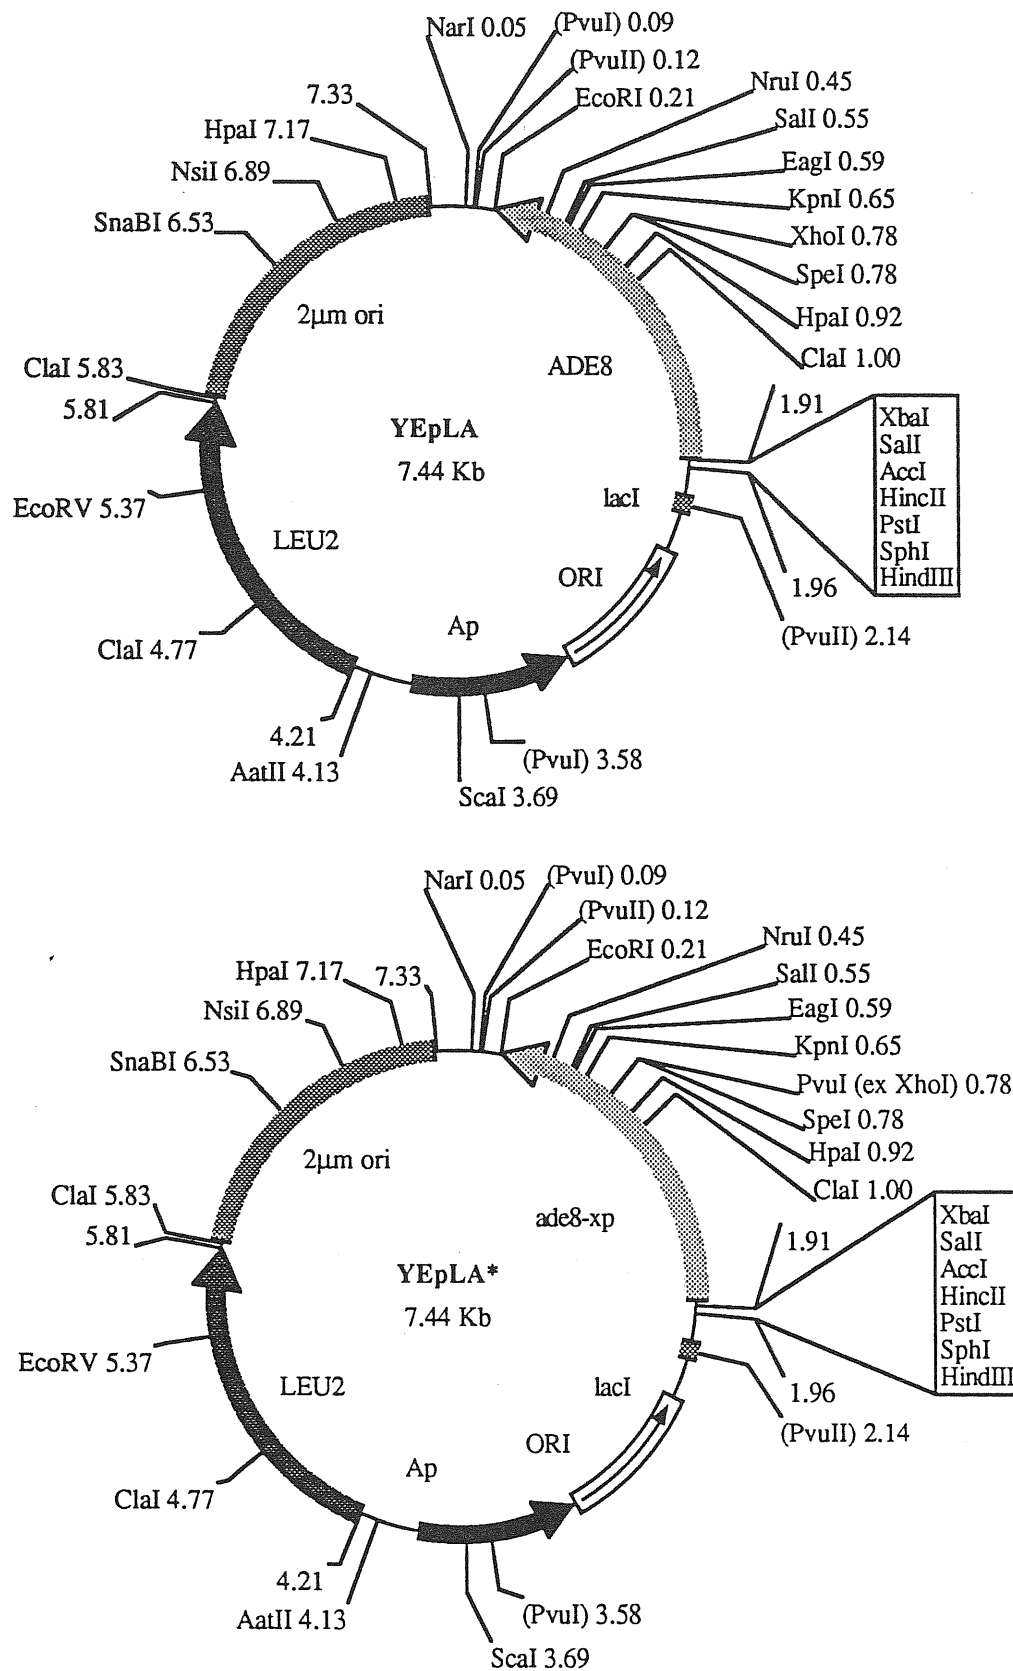 NarI 0.05
(PvuI) 0.09
(PvuII) 0.12
EcoRI 0.21
NruI 0.45
SalI 0.55
EagI 0.59
KpnI 0.65
XhoI 0.78
SpeI 0.78
HpaI 0.92
ClaI 1.00
7.33
HpaI 7.17
NsiI 6.89
SnaBI 6.53
2µm ori
ADE8
ClaI 5.83
5.81
YEpLA
7.44 Kb
1.91
XbaI
SalI
AccI
HincII
PstI
SphI
HindIII
lacI
EcoRV 5.37
LEU2
ORI
1.96
(PvuII) 2.14
Ap
ClaI 4.77
4.21
AatII 4.13
(PvuI) 3.58
ScaI 3.69
NarI 0.05
(PvuI) 0.09
(PvuII) 0.12
EcoRI 0.21
NruI 0.45
SalI 0.55
EagI 0.59
KpnI 0.65
PvuI (ex XhoI) 0.78
SpeI 0.78
HpaI 0.92
ClaI 1.00
HpaI 7.17
7.33
NsiI 6.89
SnaBI 6.53
2µm ori
ade8-xp
ClaI 5.83
5.81
YEpLA*
7.44 Kb
1.91
XbaI
SalI
AccI
HincII
PstI
SphI
HindIII
EcoRV 5.37
LEU2
lacI
1.96
(PvuII) 2.14
ORI
Ap
ClaI 4.77
4.21
AatII 4.13
(PvuI) 3.58
ScaI 3.69